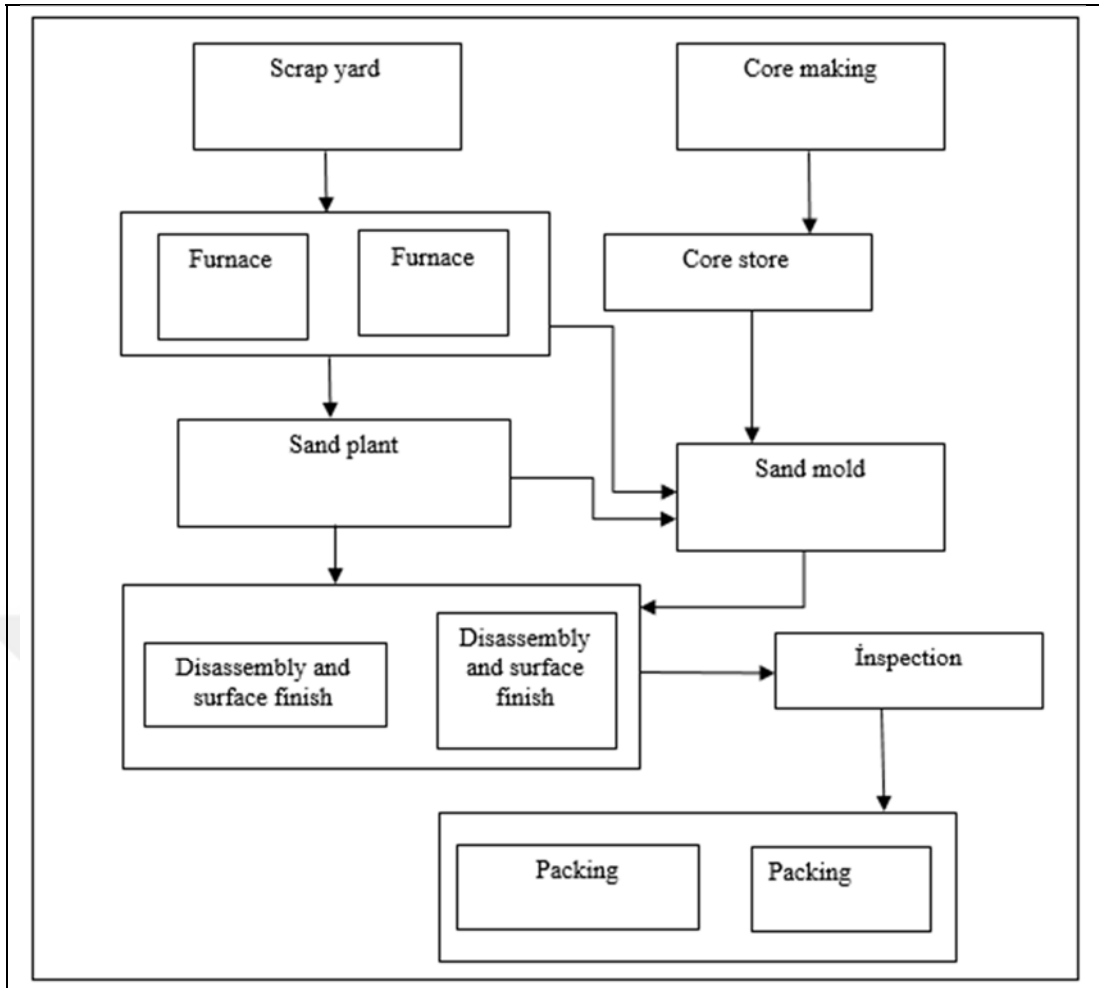 Scrap yard
Core making
Furnace
Furnace
Core store
Sand plant
Sand mold
Disassembly and
surface finish
Disassembly
and surface
finish
İnspection
Packing
Packing